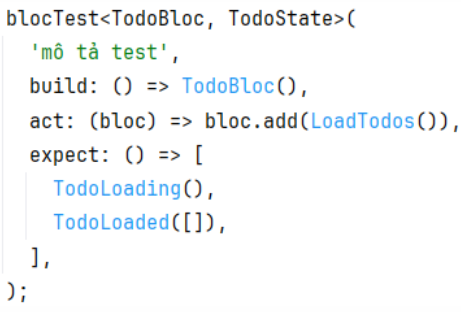 blocTest<TodoBloc, TodoState>(
  'mô tả test',
  build: () => TodoBloc(),
  act: (bloc) => bloc.add(LoadTodos()),
  expect: () => [
    TodoLoading(),
    TodoLoaded([]),
  ],
);